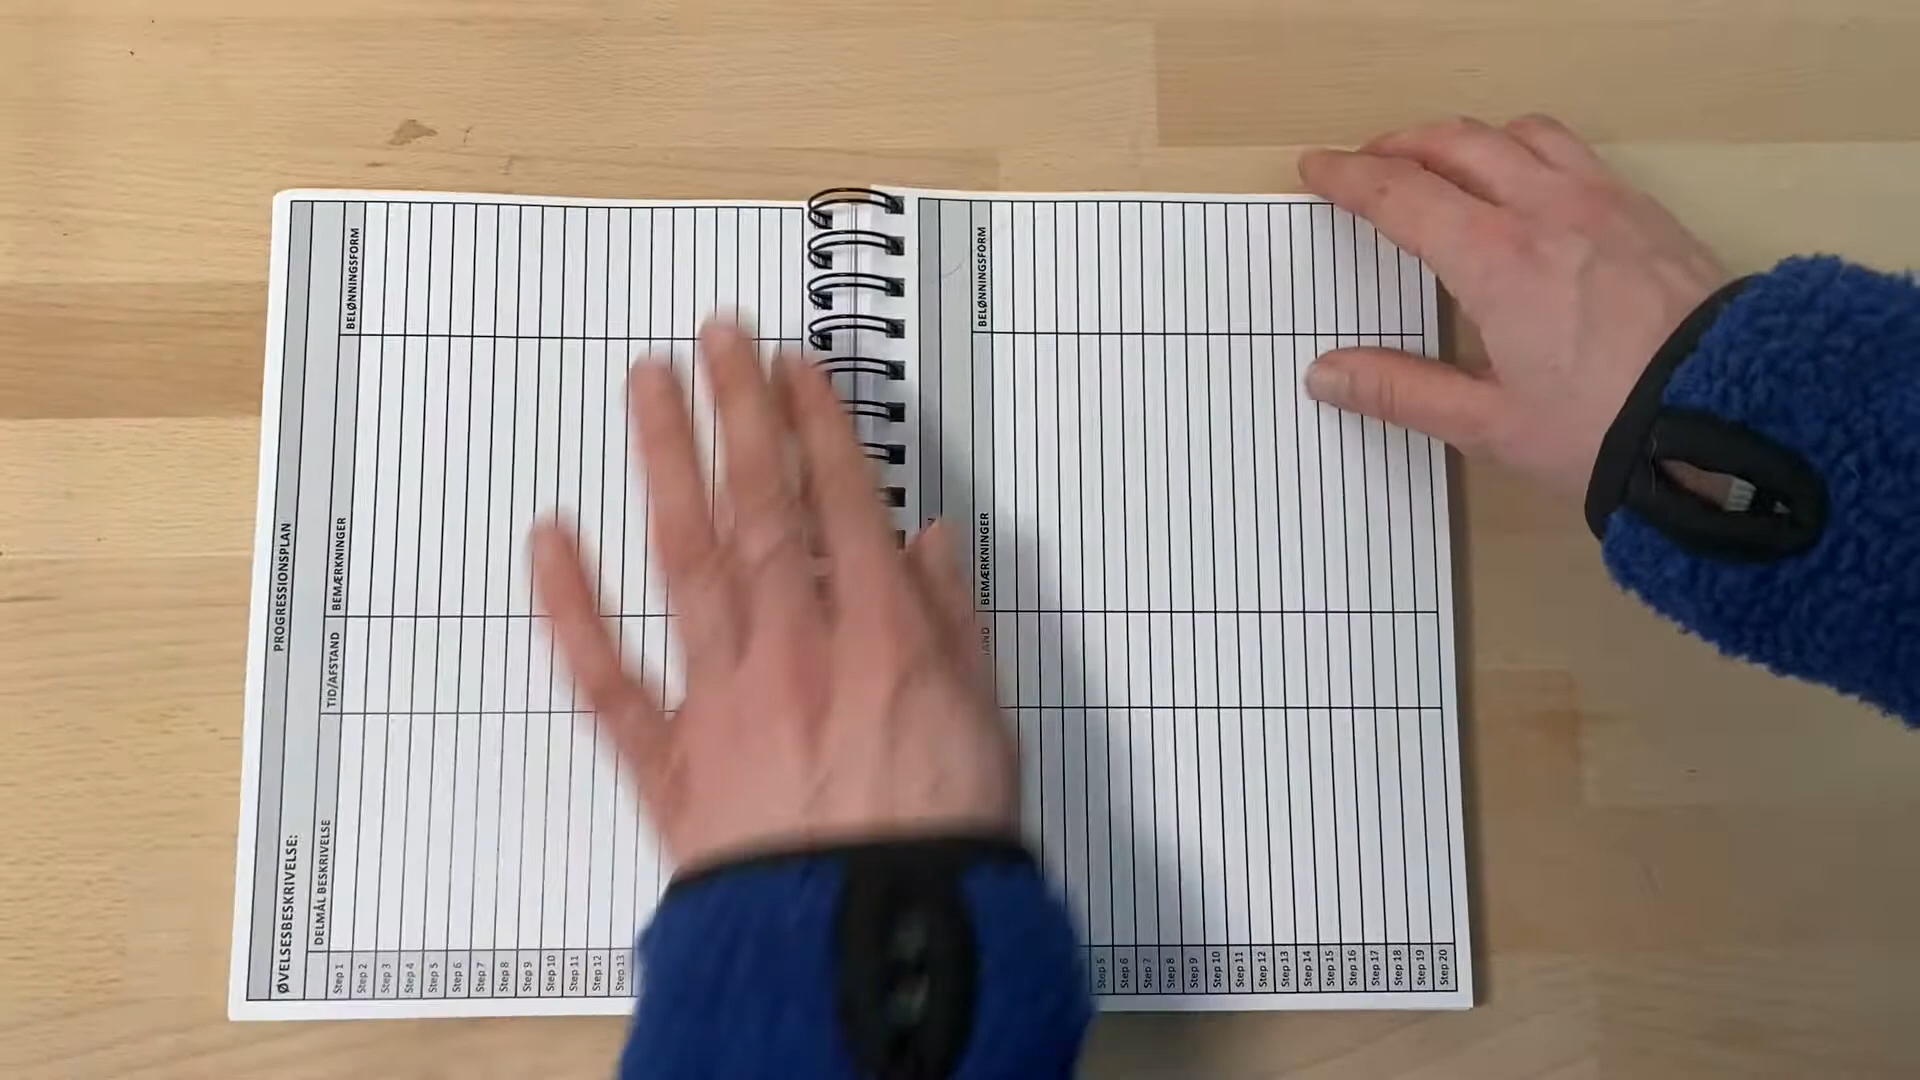 PROGRESSIONSPLAN
ØVELSESBESKRIVELSE:
DELMÅL BESKRIVELSE TID/AFSTAND BEMÆRKNINGER BELØNNINGSFORM
Step 1
Step 2
Step 3
Step 4
Step 5
Step 6
Step 7
Step 8
Step 9
Step 10
Step 11
Step 12
Step 13
BEMÆRKNINGER BELØNNINGSFORM
Step 5
Step 6
Step 7
Step 8
Step 9
Step 10
Step 11
Step 12
Step 13
Step 14
Step 15
Step 16
Step 17
Step 18
Step 19
Step 20